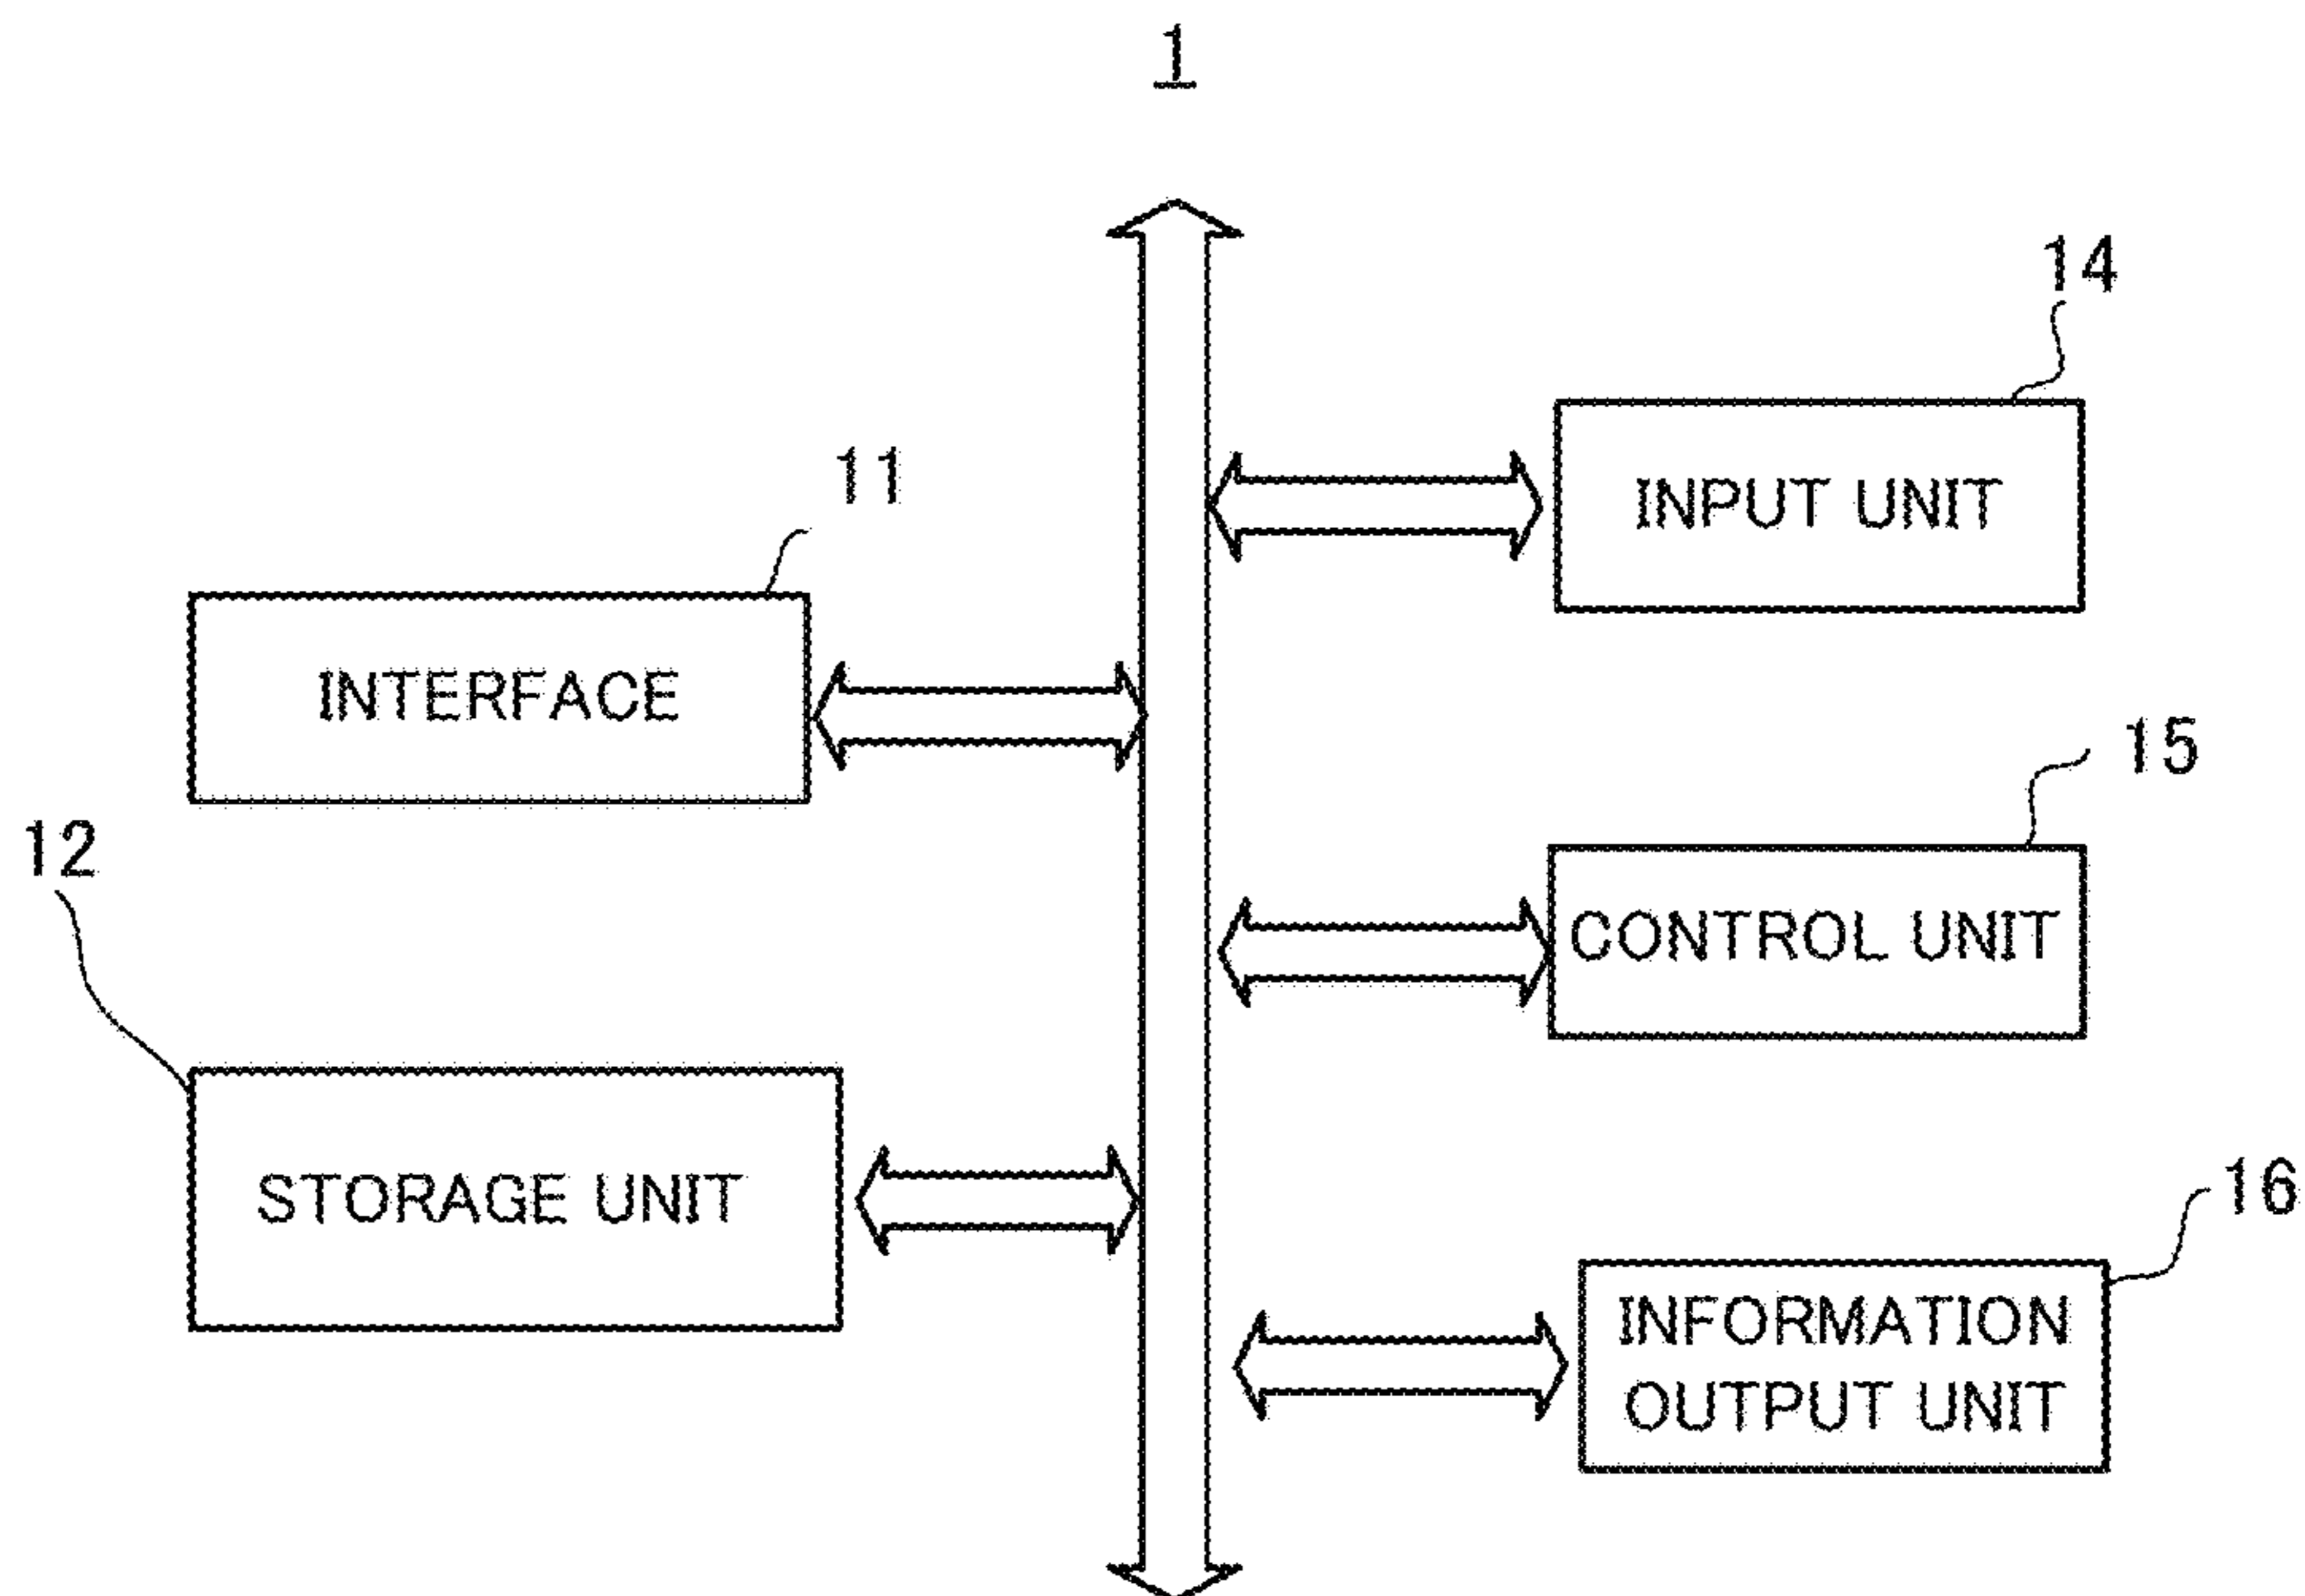 1
14
INPUT UNIT
11
INTERFACE
15
CONTROL UNIT
12
STORAGE UNIT
16
INFORMATION
OUTPUT UNIT